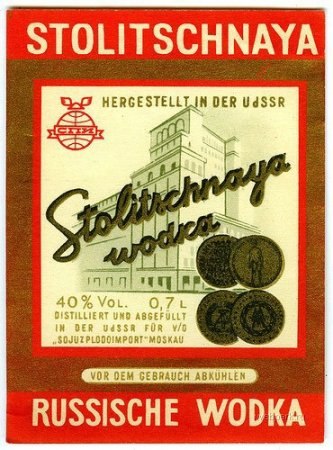 STOLITSCHNAYA
HERGESTELLT IN DER UdSSR
СПИ
Stolitschnaya
wodka
40% VOL. 0,7 L
DISTILLIERT UND ABGEFÜLLT
IN DER UdSSR FÜR V/O
„SOJUZPLODOIMPORT" MOSKAU
VOR DEM GEBRAUCH ABKÜHLEN
RUSSISCHE WODKA